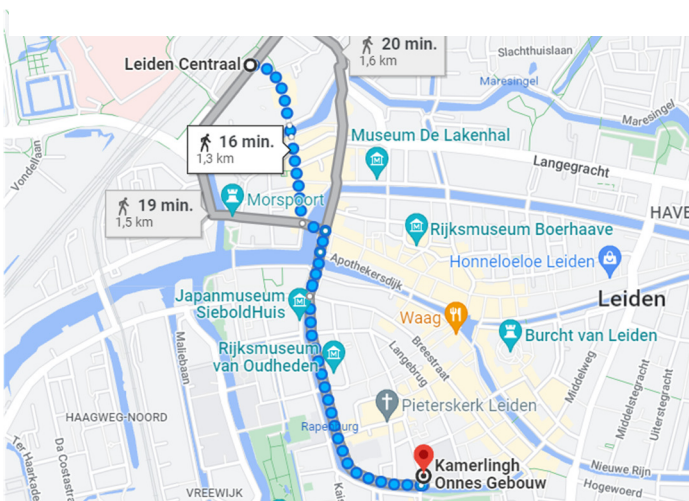 20 min.
1,6 km
Slachthuislaan
Leiden Centraal
Maresingel
Maresingel
16 min.
1,3 km
Museum De Lakenhal
Vondellaan
Langegracht
19 min.
1,5 km
Morspoort
HAVE
Rijksmuseum Boerhaave
Apothekersdijk
Honneloeloe Leiden
Japanmuseum
SieboldHuis
Leiden
Waag
Burcht van Leiden
Maliebaan
Rijksmuseum
van Oudheden
Breestraat
Langebrug
Middelweg
Middelstegracht
Uiterstegracht
HAAGWEG-NOORD
Pieterskerk Leiden
Da Costastra
Ter Haarkade
Kamerlingh
Onnes Gebouw
Nieuwe Rijn
Hogewoerd
VREEWIJK